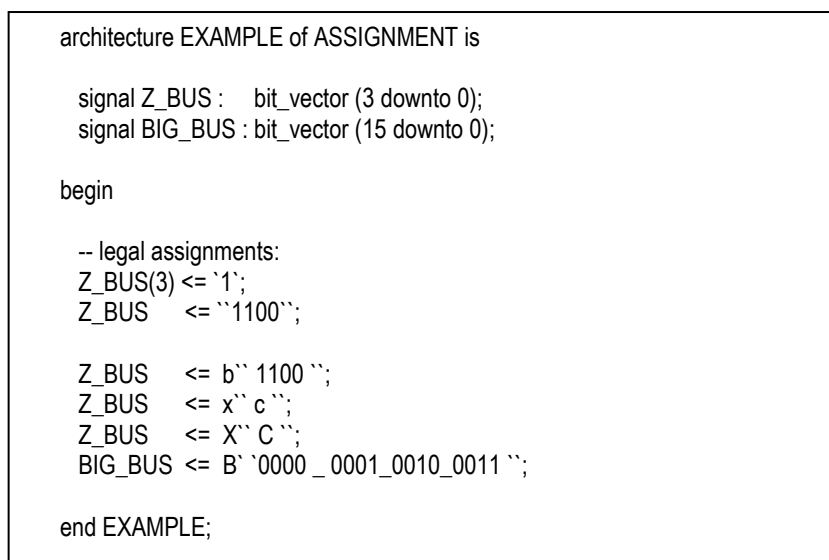 architecture EXAMPLE of ASSIGNMENT is
signal Z_BUS : bit_vector (3 downto 0);
signal BIG_BUS : bit_vector (15 downto 0);
begin
-- legal assignments:
Z_BUS(3) <= `1`;
Z_BUS <= ``1100``;
Z_BUS <= b`` 1100 ``;
Z_BUS <= x`` c ``;
Z_BUS <= X`` C ``;
BIG_BUS <= B` `0000 _ 0001_0010_0011 ``;
end EXAMPLE;